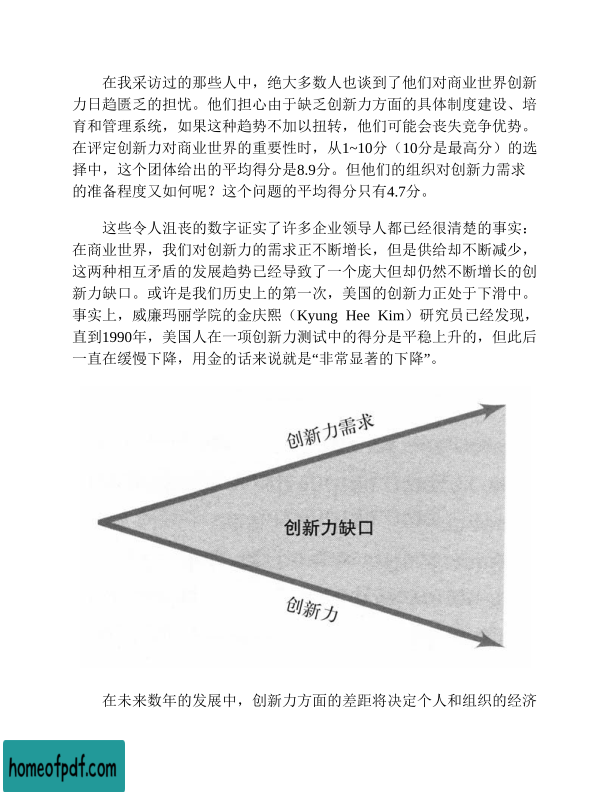 在我采访过的那些人中，绝大多数人也谈到了他们对商业世界创新
力日趋匮乏的担忧。他们担心由于缺乏创新力方面的具体制度建设、培
育和管理系统，如果这种趋势不加以扭转，他们可能会丧失竞争优势。
在评定创新力对商业世界的重要性时，从1~10分（10分是最高分）的选
择中，这个团体给出的平均得分是8.9分。但他们的组织对创新力需求
的准备程度又如何呢？这个问题的平均得分只有4.7分。
这些令人沮丧的数字证实了许多企业领导人都已经很清楚的事实：
在商业世界，我们对创新力的需求正不断增长，但是供给却不断减少，
这两种相互矛盾的发展趋势已经导致了一个庞大但却仍然不断增长的创
新力缺口。或许是我们历史上的第一次，美国的创新力正处于下滑中。
事实上，威廉玛丽学院的金庆熙（Kyung Hee Kim）研究员已经发现，
直到1990年，美国人在一项创新力测试中的得分是平稳上升的，但此后
一直在缓慢下降，用金的话来说就是“非常显著的下降”。
创新力需求
创新力缺口
创新力
在未来数年的发展中，创新力方面的差距将决定个人和组织的经济
homeofpdf.com